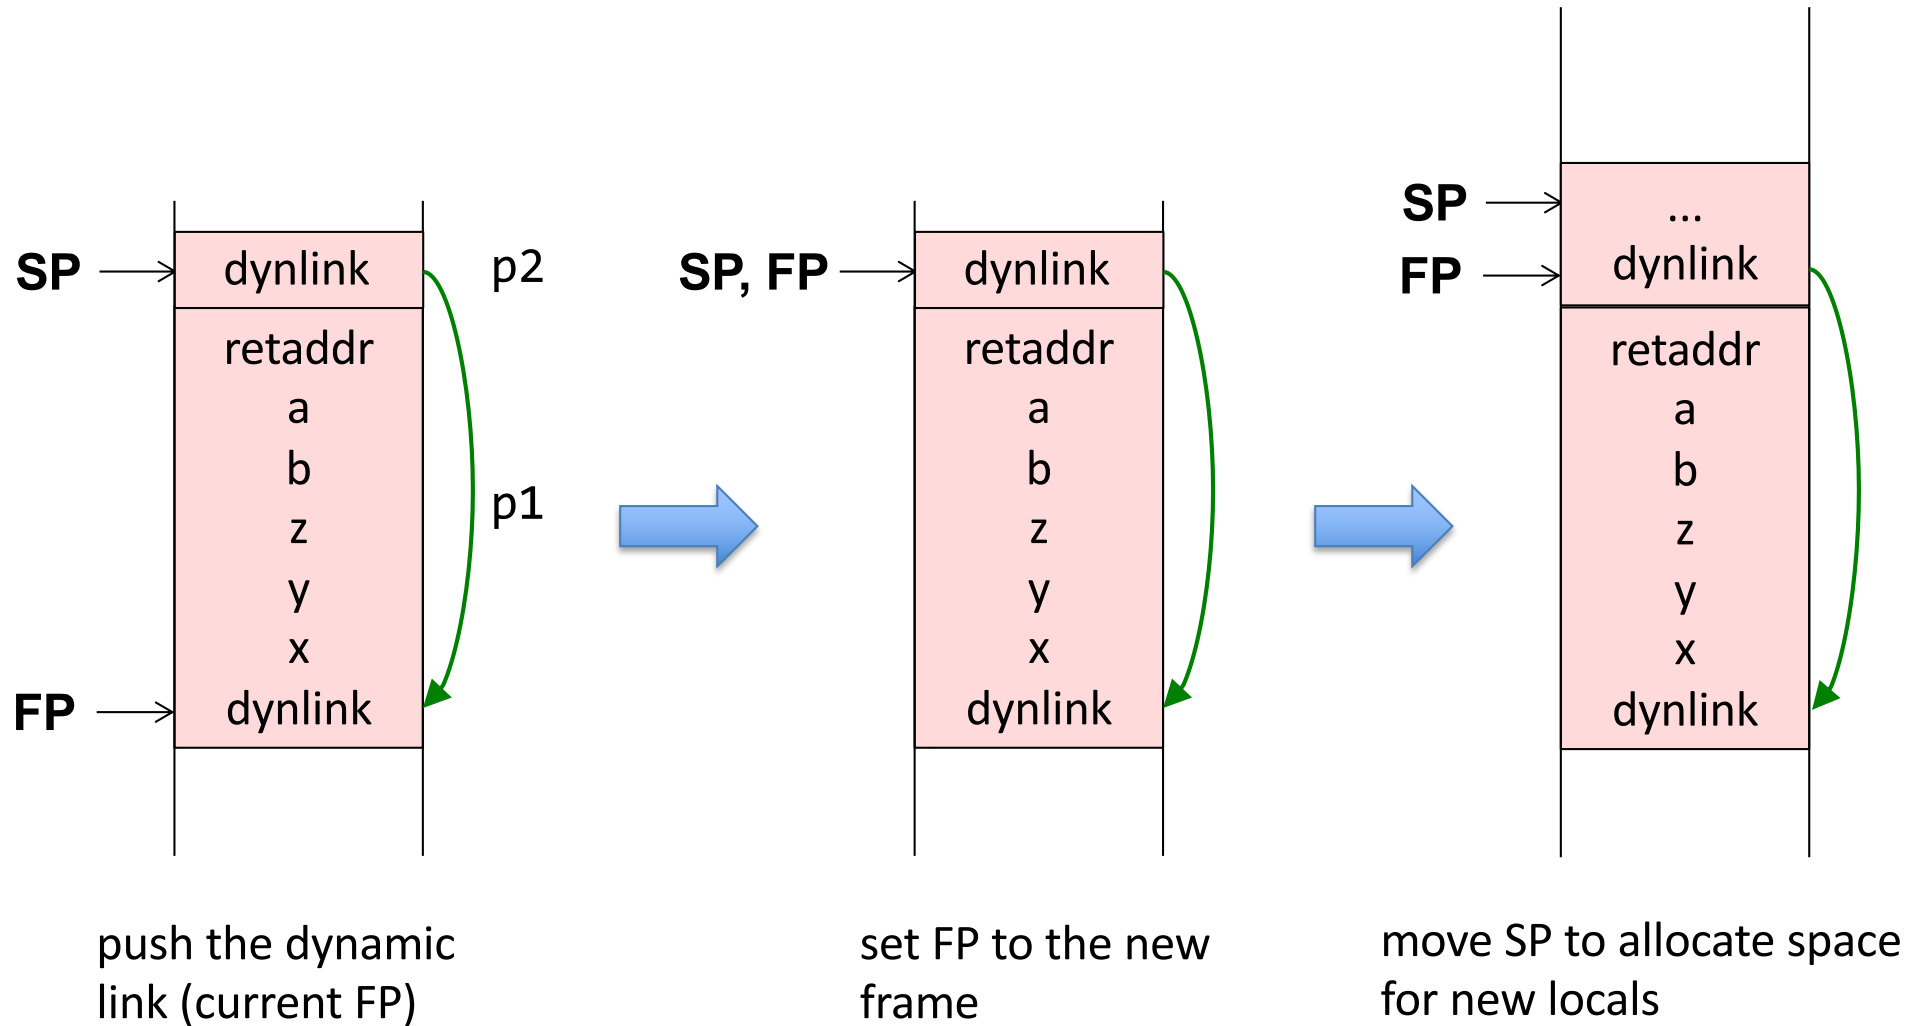 SP
dynlink
p2
retaddr
a
b
z
p1
y
x
FP
dynlink
push the dynamic
link (current FP)
SP, FP
dynlink
retaddr
a
b
z
y
x
dynlink
set FP to the new
frame
SP
...
FP
dynlink
retaddr
a
b
z
y
x
dynlink
move SP to allocate space
for new locals